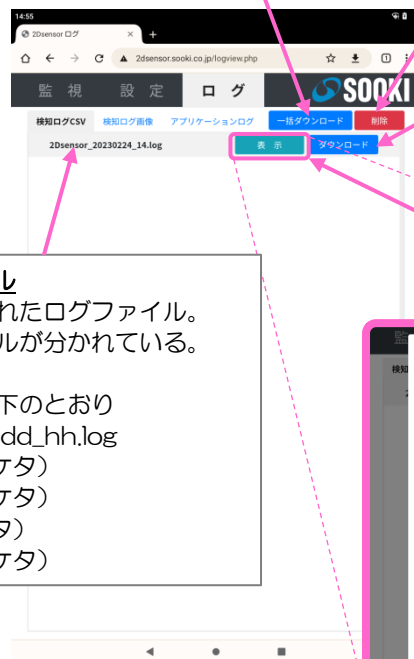 14:55
2Dsensor ログ
2dsensor.sooki.co.jp/logview.php
監視 設定 ログ SOOKI
検知ログCSV 検知ログ画像 アプリケーションログ 一括ダウンロード 削除
2Dsensor_20230224_14.log 表示 ダウンロード
ル
れたログファイル。
ルが分かれている。
下のとおり
dd_hh.log
ケタ）
ケタ）
タ）
ケタ）
監
検知